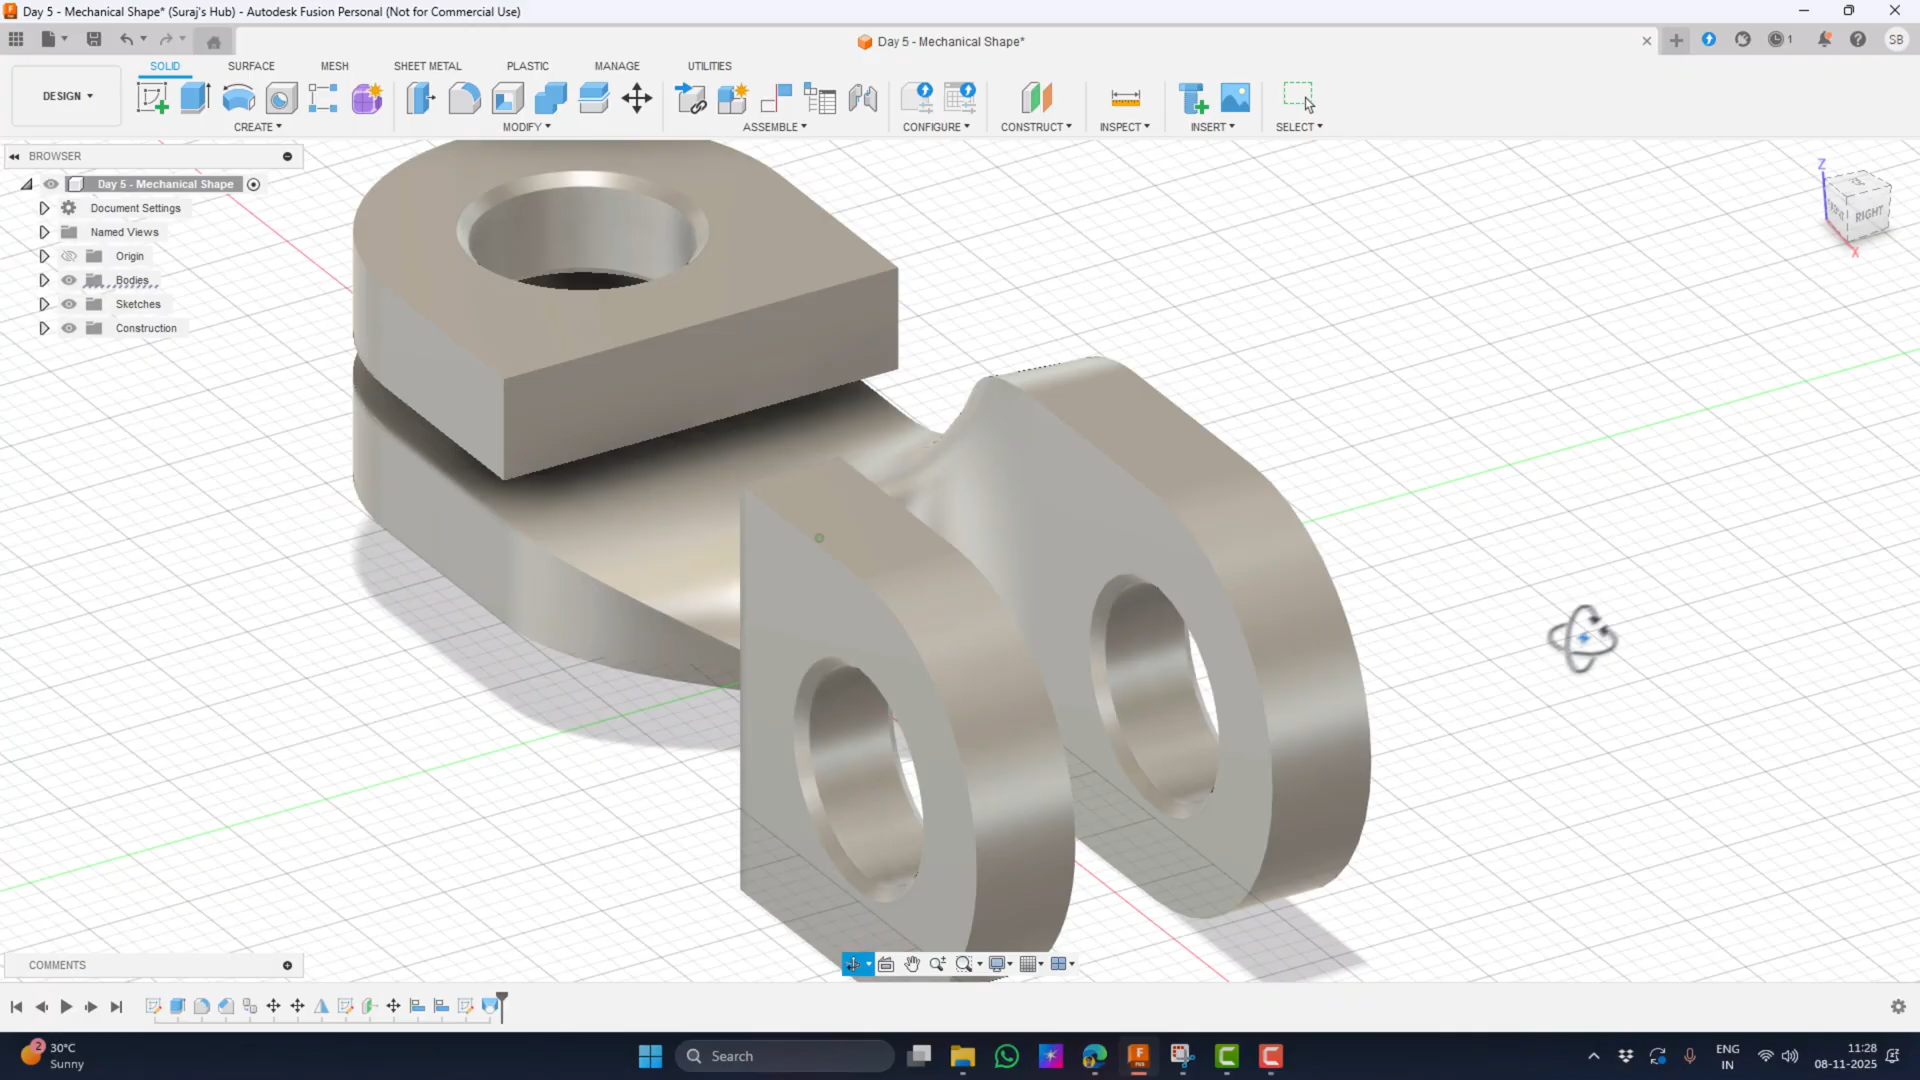 Day 5 - Mechanical Shape* (Suraj's Hub) - Autodesk Fusion Personal (Not for Commercial Use)
Day 5 - Mechanical Shape*
1
SB
DESIGN
SOLID
SURFACE
MESH
SHEET METAL
PLASTIC
MANAGE
UTILITIES
CREATE
MODIFY
ASSEMBLE
CONFIGURE
CONSTRUCT
INSPECT
INSERT
SELECT
BROWSER
Day 5 - Mechanical Shape
Document Settings
Named Views
Origin
Bodies
Sketches
Construction
Z
RIGHT
X
COMMENTS
2
30°C
Sunny
Search
ENG
IN
11:28
08-11-2025